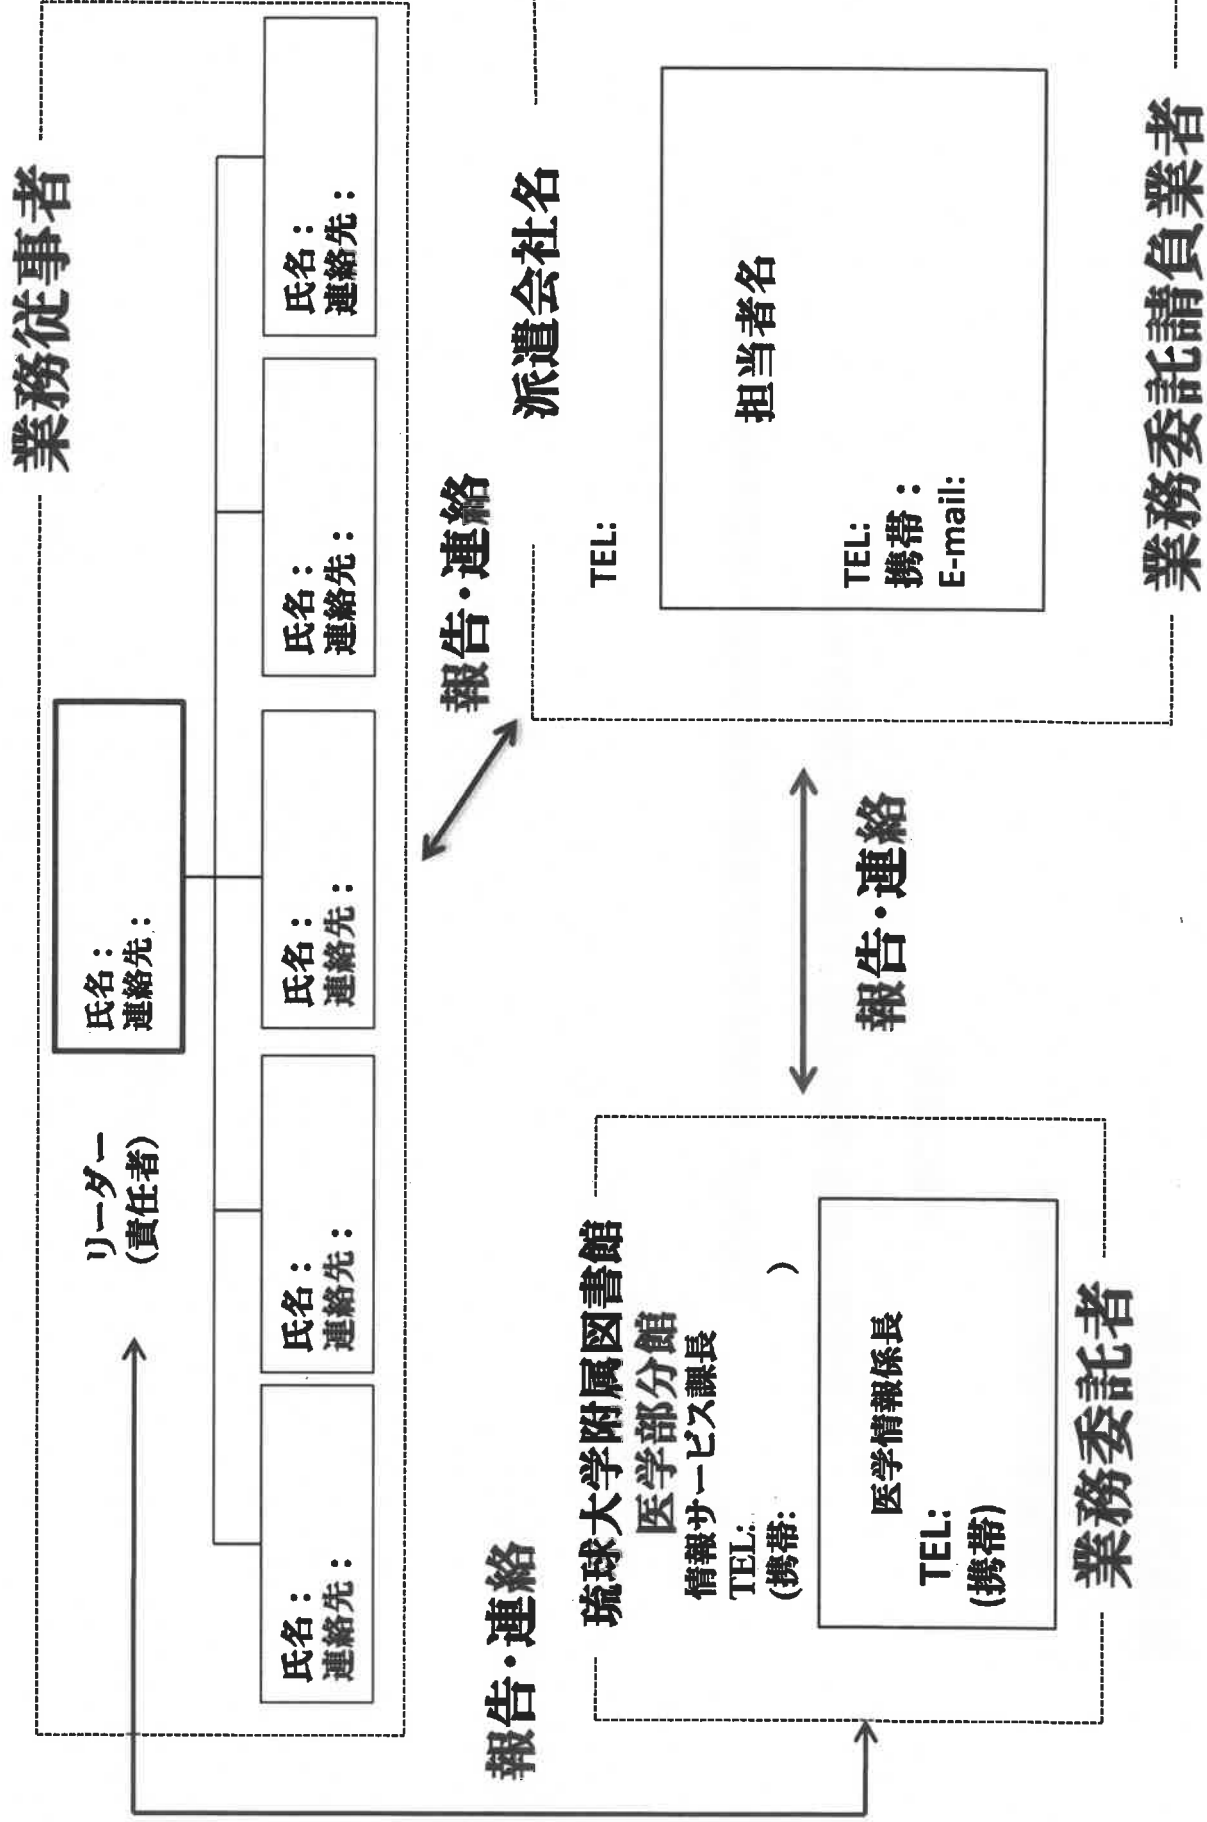 業務従事者
リーダー
(責任者)
氏名：
連絡先：
氏名：
連絡先：
氏名：
連絡先：
氏名：
連絡先：
氏名：
連絡先：
氏名：
連絡先：
報告・連絡
報告・連絡
琉球大学附属図書館
医学部分館
情報サービス課長
TEL:
(携帯: )
医学情報係長
TEL:
(携帯)
業務委託者
報告・連絡
派遣会社名
TEL:
担当者名
TEL:
携帯：
E-mail:
業務委託請負業者